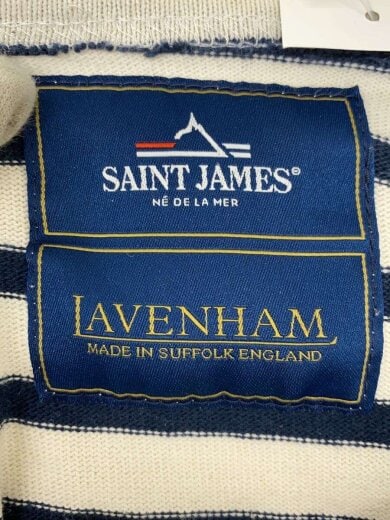 SAINT JAMES®
NÉ DE LA MER
LAVENHAM
MADE IN SUFFOLK ENGLAND